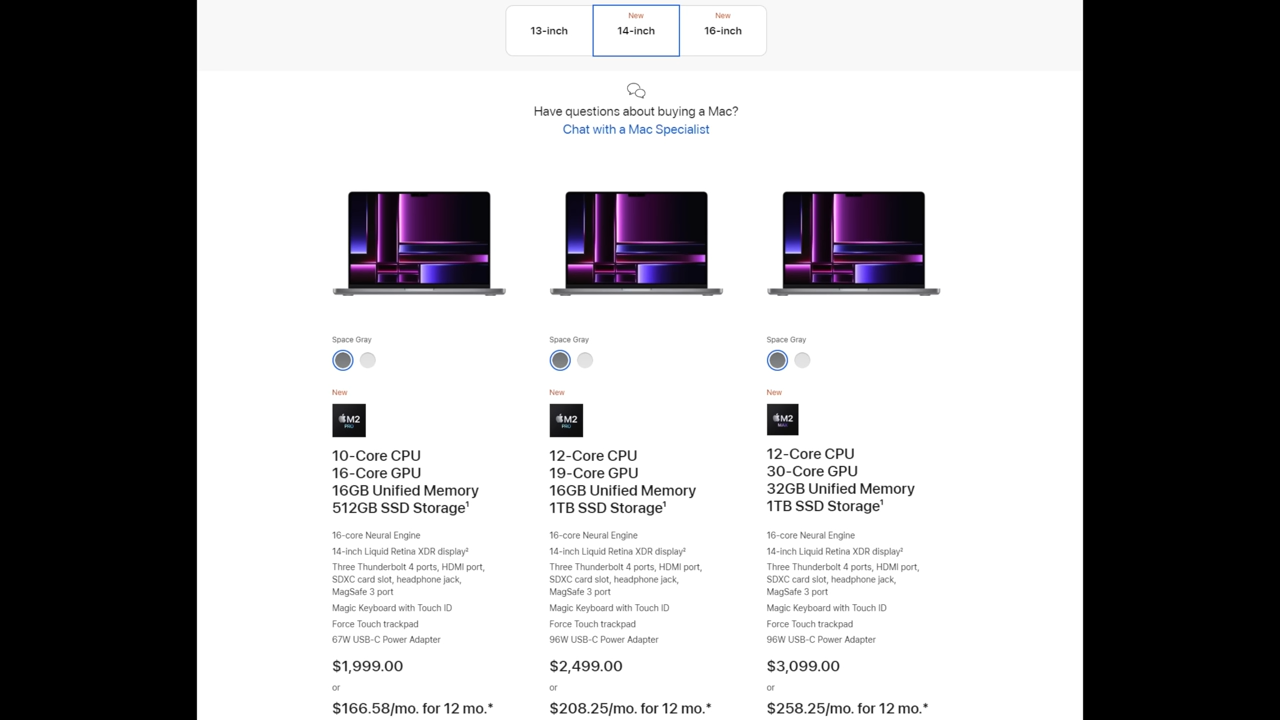 New
New
13-inch
14-inch
16-inch
Have questions about buying a Mac?
Chat with a Mac Specialist
Space Gray
New
M2
PRO
10-Core CPU
16-Core GPU
16GB Unified Memory
512GB SSD Storage¹
16-core Neural Engine
14-inch Liquid Retina XDR display²
Three Thunderbolt 4 ports, HDMI port,
SDXC card slot, headphone jack,
MagSafe 3 port
Magic Keyboard with Touch ID
Force Touch trackpad
67W USB-C Power Adapter
$1,999.00
or
$166.58/mo. for 12 mo.*
Space Gray
New
M2
PRO
12-Core CPU
19-Core GPU
16GB Unified Memory
1TB SSD Storage¹
16-core Neural Engine
14-inch Liquid Retina XDR display²
Three Thunderbolt 4 ports, HDMI port,
SDXC card slot, headphone jack,
MagSafe 3 port
Magic Keyboard with Touch ID
Force Touch trackpad
96W USB-C Power Adapter
$2,499.00
or
$208.25/mo. for 12 mo.*
Space Gray
New
M2
MAX
12-Core CPU
30-Core GPU
32GB Unified Memory
1TB SSD Storage¹
16-core Neural Engine
14-inch Liquid Retina XDR display²
Three Thunderbolt 4 ports, HDMI port,
SDXC card slot, headphone jack,
MagSafe 3 port
Magic Keyboard with Touch ID
Force Touch trackpad
96W USB-C Power Adapter
$3,099.00
or
$258.25/mo. for 12 mo.*